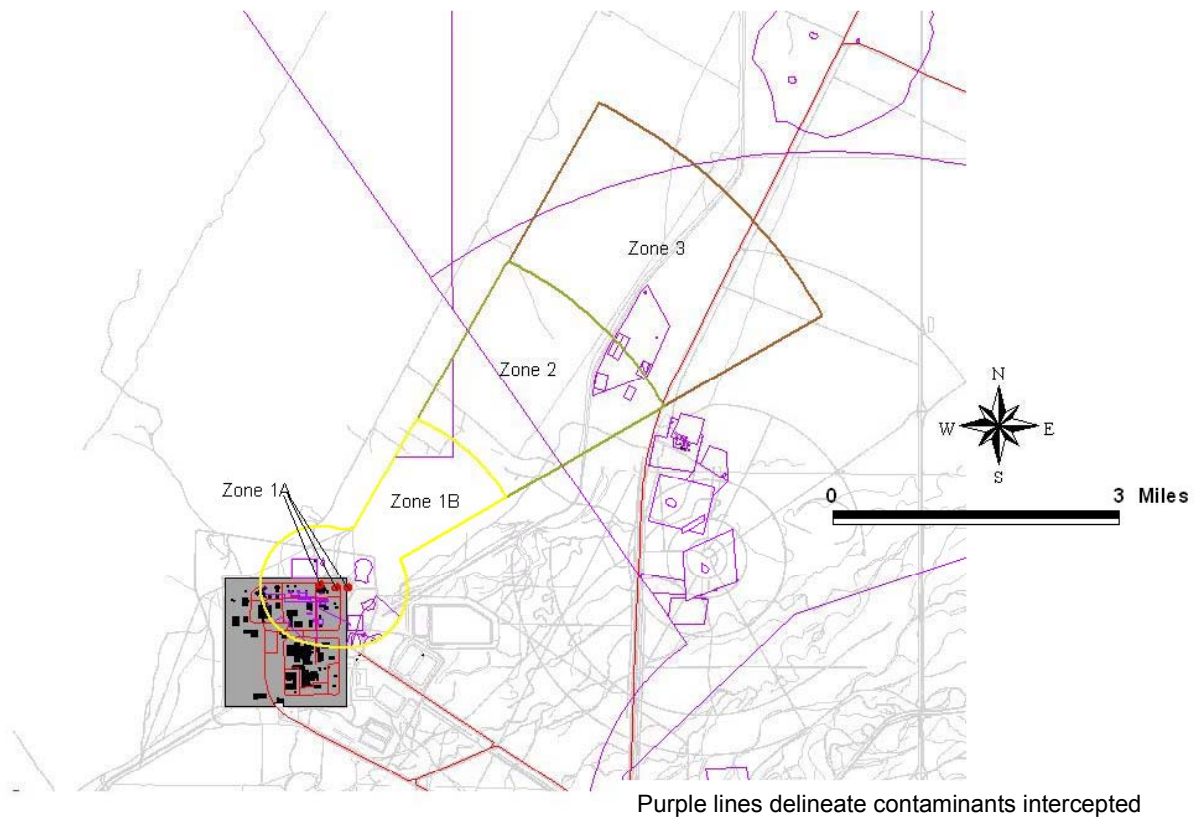 Zone 3
Zone 2
N
W E
S
Zone 1A
Zone 1B
0 3 Miles
Purple lines delineate contaminants intercepted